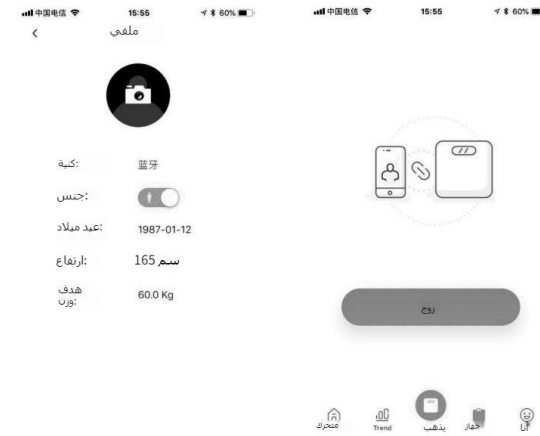 中国电信 15:55 60%
ملفي
كنية:
蓝牙
جنس:
عيد ميلاد:
1987-01-12
ارتفاع:
165 سم
هدف
وزن:
60.0 Kg
中国电信 15:55 60%
زوج
متحرك
Trend
يذهب
جهاز
أنا